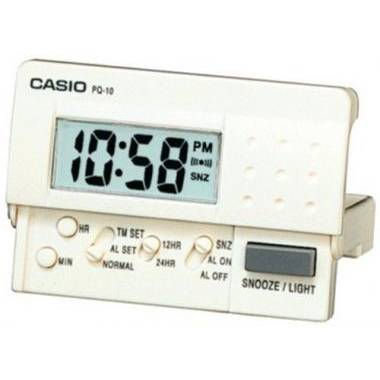 CASIO PQ-10
10:58 PM
SNZ
HR
MIN
TM SET
AL SET
NORMAL
12HR
24HR
SNZ
AL ON
AL OFF
SNOOZE / LIGHT